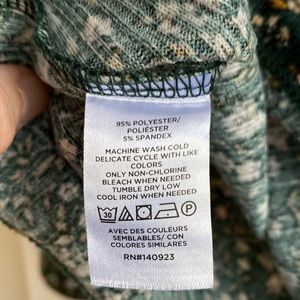 95% POLYESTER/
POLIÉSTER
5% SPANDEX
MACHINE WASH COLD
DELICATE CYCLE WITH LIKE
COLORS
ONLY NON-CHLORINE
BLEACH WHEN NEEDED
TUMBLE DRY LOW
COOL IRON WHEN NEEDED
30 P
AVEC DES COULEURS
SEMBLABLES/ CON
COLORES SIMILARES
RN#140923